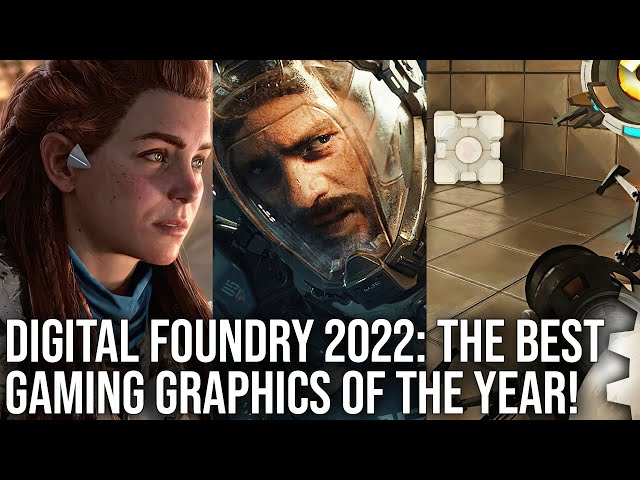 DIGITAL FOUNDRY 2022: THE BEST
GAMING GRAPHICS OF THE YEAR!